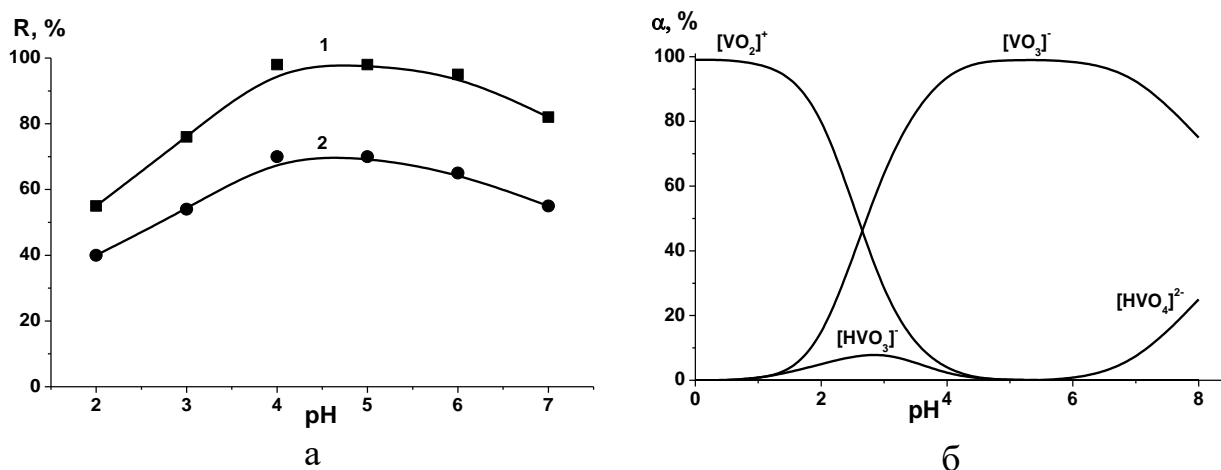 R, %
1
2
100
80
60
40
20
0
2 3 4 5 6 7
pH
а
α, %
[VO₂]⁺
[VO₃]⁻
[HVO₃]⁻
[HVO₄]²⁻
100
80
60
40
20
0
0 2 4 6 8
pH
б